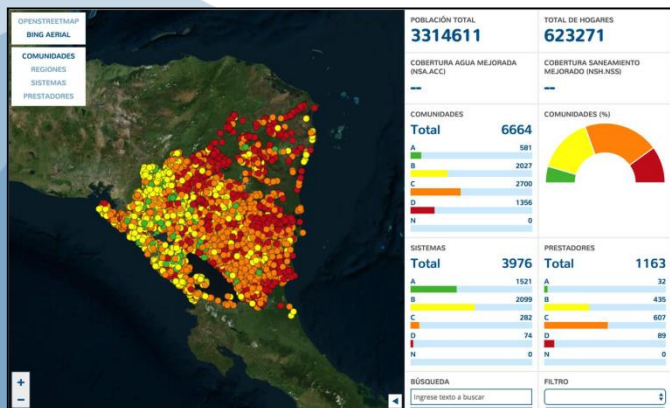 OPENSTREETMAP
BING AERIAL
COMUNIDADES
REGIONES
SISTEMAS
PRESTADORES
+
−
POBLACIÓN TOTAL
3314611
TOTAL DE HOGARES
623271
COBERTURA AGUA MEJORADA
(NSA.ACC)
--
COBERTURA SANEAMIENTO
MEJORADO (NSH.NSS)
--
COMUNIDADES
Total 6664
A 581
B 2027
C 2700
D 1356
N 0
COMUNIDADES (%)
SISTEMAS
Total 3976
A 1521
B 2099
C 282
D 74
N 0
PRESTADORES
Total 1163
A 32
B 435
C 607
D 89
N 0
BÚSQUEDA
Ingrese texto a buscar
FILTRO